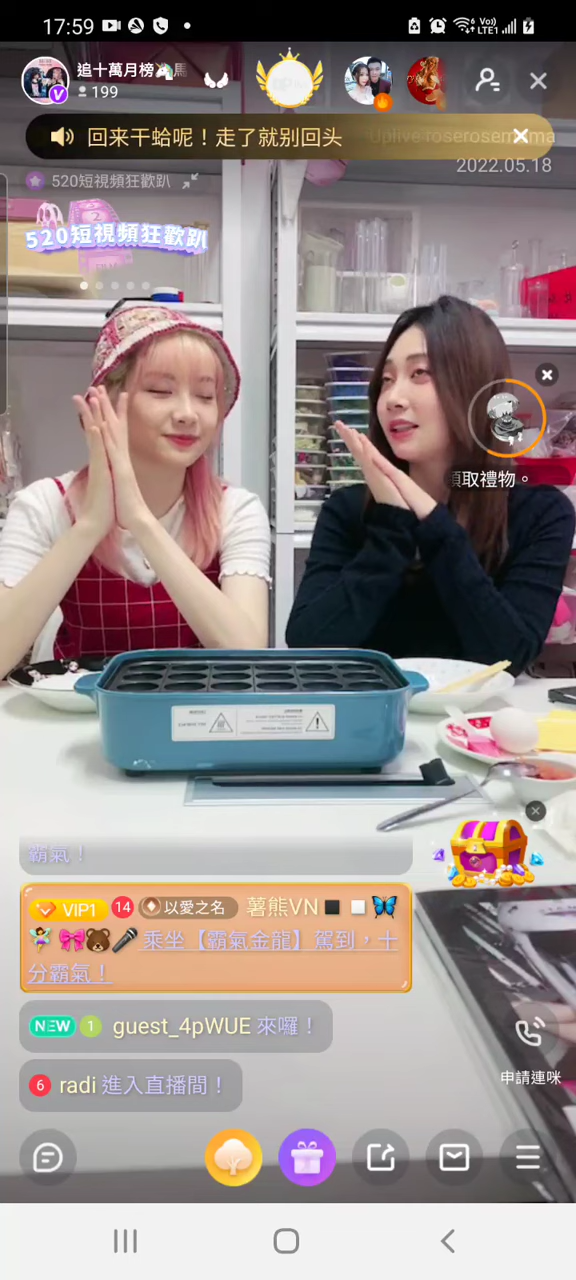 17:59
Vo))
LTE1
追十萬月榜🦄馬
199
回来干蛤呢！走了就别回头
Uplive roserosem
2022.05.18
520短視頻狂歡趴
520短視頻狂歡趴
領取禮物。
霸氣！
VIP1 14 以愛之名 薯熊VN◼️◻️🦋
🧚🎀🐻🎤乘坐【霸氣金龍】駕到，十
分霸氣！
NEW 1 guest_4pWUE 來囉！
6 radi 進入直播間！
申請連咪